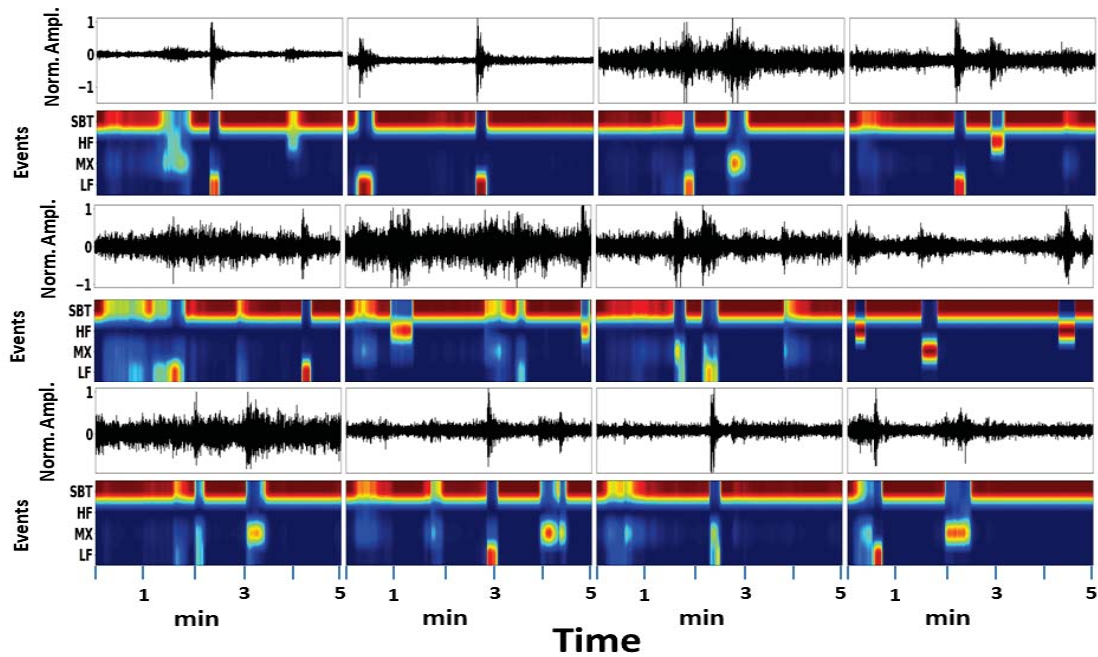 Norm. Ampl.
1
0
−1
Events
SBT
HF
MX
LF
Norm. Ampl.
1
0
−1
Events
SBT
HF
MX
LF
Norm. Ampl.
1
0
Events
SBT
HF
MX
LF
1 3 5 1 3 5 1 3 5 1 3 5
min min min min
Time